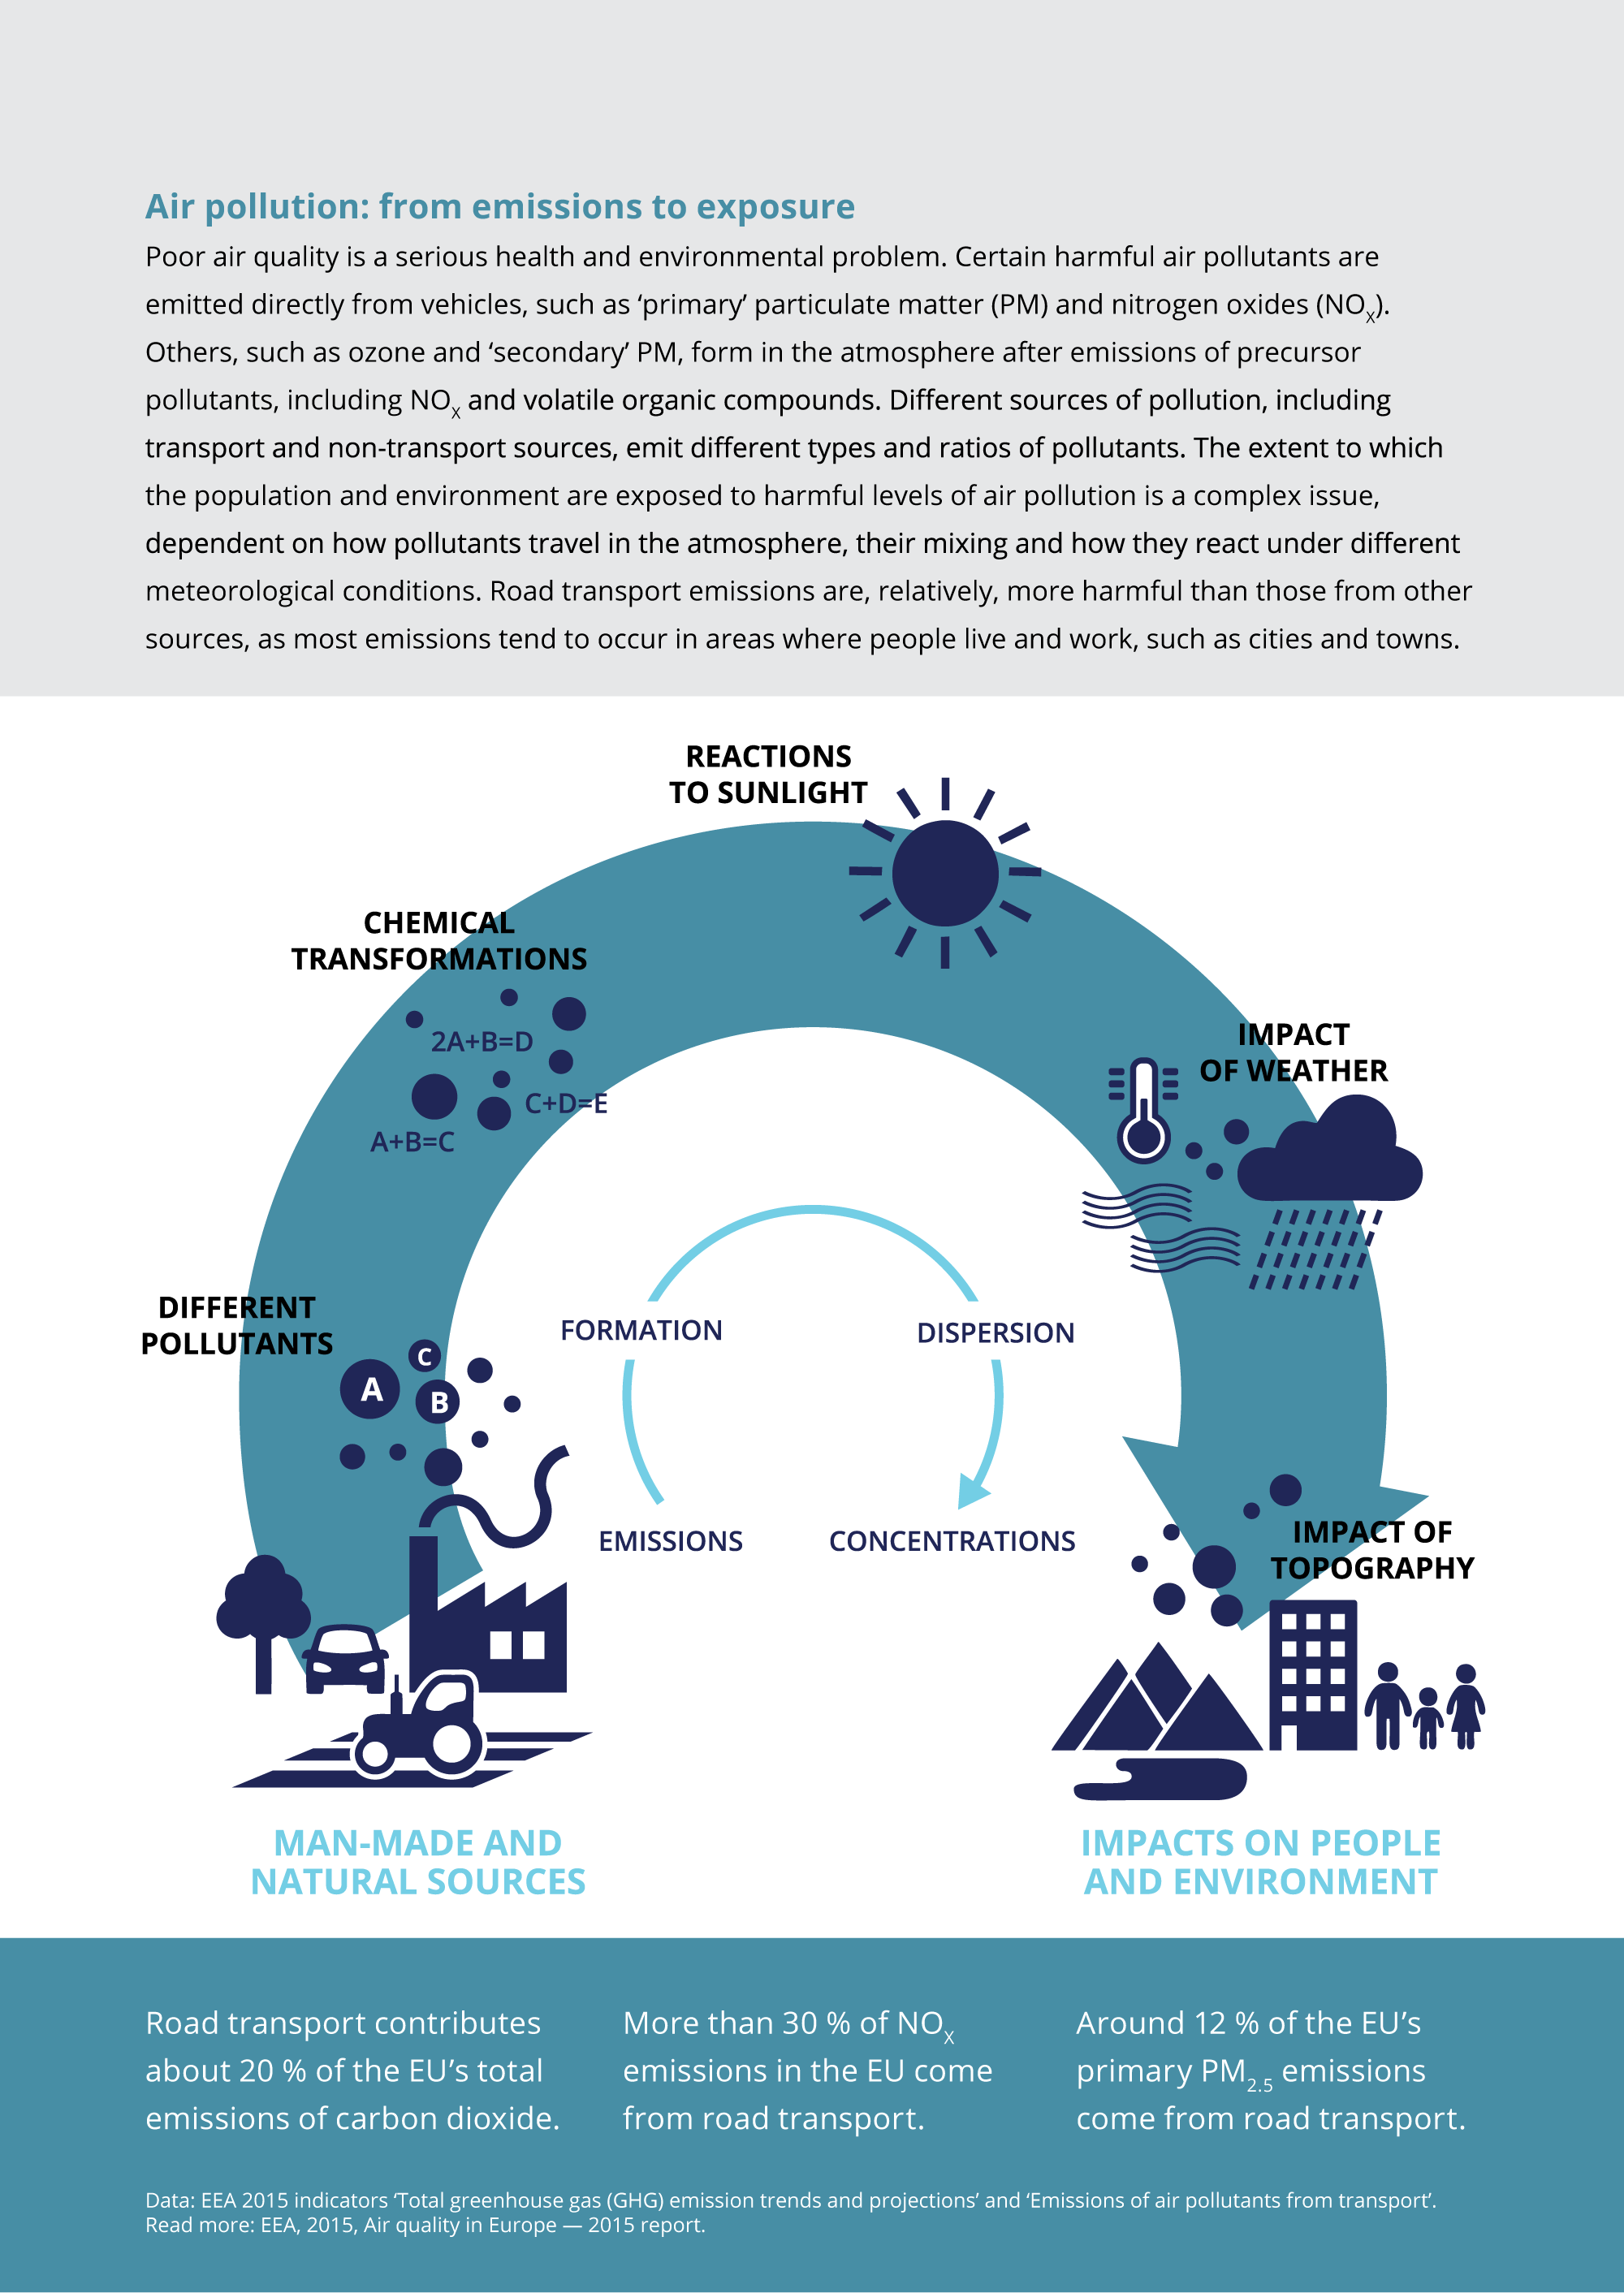 Air pollution: from emissions to exposure
Poor air quality is a serious health and environmental problem. Certain harmful air pollutants are
emitted directly from vehicles, such as ‘primary’ particulate matter (PM) and nitrogen oxides (NOX).
Others, such as ozone and ‘secondary’ PM, form in the atmosphere after emissions of precursor
pollutants, including NOX and volatile organic compounds. Different sources of pollution, including
transport and non-transport sources, emit different types and ratios of pollutants. The extent to which
the population and environment are exposed to harmful levels of air pollution is a complex issue,
dependent on how pollutants travel in the atmosphere, their mixing and how they react under different
meteorological conditions. Road transport emissions are, relatively, more harmful than those from other
sources, as most emissions tend to occur in areas where people live and work, such as cities and towns.
REACTIONS
TO SUNLIGHT
CHEMICAL
TRANSFORMATIONS
2A+B=D
C+D=E
A+B=C
IMPACT
OF WEATHER
DIFFERENT
POLLUTANTS
A
C
B
FORMATION
DISPERSION
EMISSIONS
CONCENTRATIONS
IMPACT OF
TOPOGRAPHY
MAN-MADE AND
NATURAL SOURCES
IMPACTS ON PEOPLE
AND ENVIRONMENT
Road transport contributes
about 20 % of the EU’s total
emissions of carbon dioxide.
More than 30 % of NOX
emissions in the EU come
from road transport.
Around 12 % of the EU’s
primary PM2.5 emissions
come from road transport.
Data: EEA 2015 indicators ‘Total greenhouse gas (GHG) emission trends and projections’ and ‘Emissions of air pollutants from transport’.
Read more: EEA, 2015, Air quality in Europe — 2015 report.